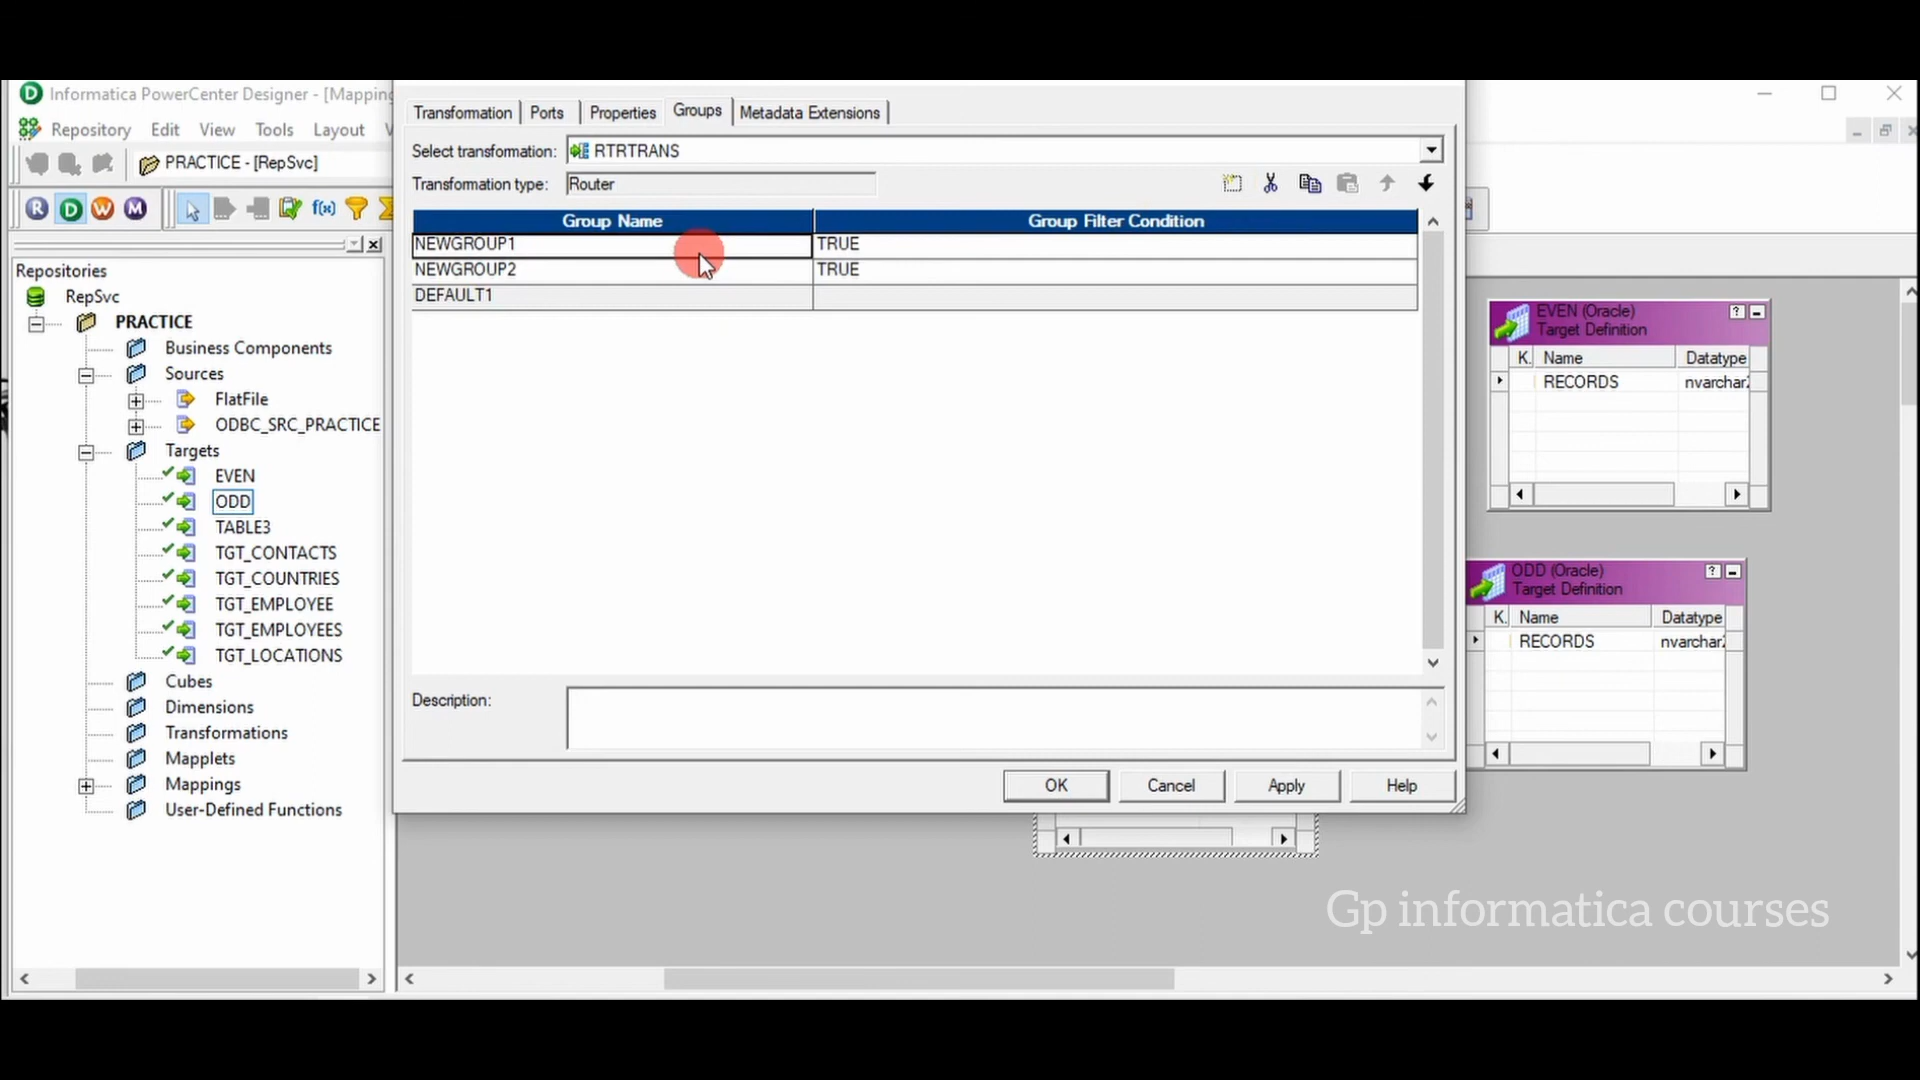 Informatica PowerCenter Designer - [Mapping
Repository Edit View Tools Layout
PRACTICE - [RepSvc]
R D W M f(x)
Repositories
RepSvc
PRACTICE
Business Components
Sources
FlatFile
ODBC_SRC_PRACTICE
Targets
EVEN
ODD
TABLE3
TGT_CONTACTS
TGT_COUNTRIES
TGT_EMPLOYEE
TGT_EMPLOYEES
TGT_LOCATIONS
Cubes
Dimensions
Transformations
Mapplets
Mappings
User-Defined Functions
Transformation Ports Properties Groups Metadata Extensions
Select transformation: RTRTRANS
Transformation type: Router
Group Name Group Filter Condition
NEWGROUP1 TRUE
NEWGROUP2 TRUE
DEFAULT1
Description:
OK Cancel Apply Help
EVEN (Oracle)
Target Definition
K. Name Datatype
RECORDS nvarchar2
ODD (Oracle)
Target Definition
K. Name Datatype
RECORDS nvarchar2
Gp informatica courses